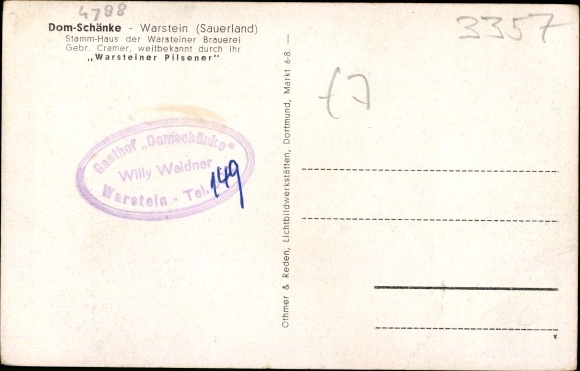 4788
Dom-Schänke - Warstein (Sauerland)
Stamm-Haus der Warsteiner Brauerei
Gebr. Cramer, weitbekannt durch ihr
„Warsteiner Pilsener"
3357
Gasthof „Domschänke"
Willy Weidner
Warstein - Tel.
149
Othmer & Reden, Lichtbildwerkstätten, Dortmund, Markt 6-8. —